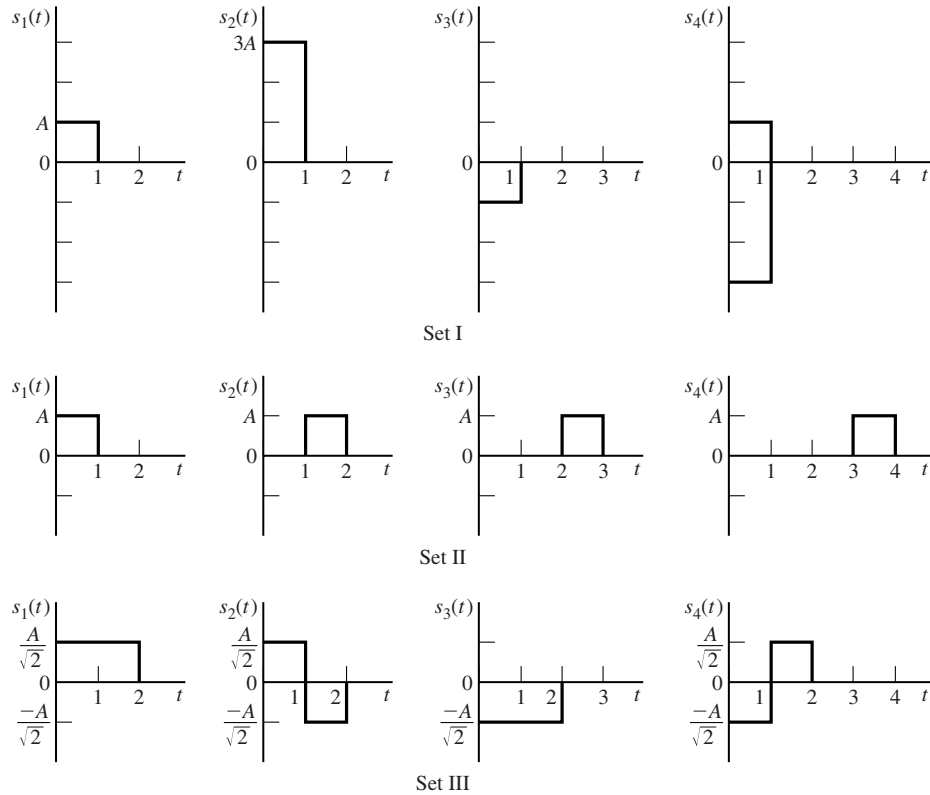 s₁(t) s₂(t) s₃(t) s₄(t)
3A
A
0 0 0 0
1 2 t 1 2 t 1 2 3 t 1 2 3 4 t
Set I
s₁(t) s₂(t) s₃(t) s₄(t)
A A A A
0 0 0 0
1 2 t 1 2 t 1 2 3 t 1 2 3 4 t
Set II
s₁(t) s₂(t) s₃(t) s₄(t)
A/√2 A/√2 A/√2
0 0 0 0
1 2 t 1 2 t 1 2 3 t 1 2 3 4 t
−A/√2 −A/√2 −A/√2 −A/√2
Set III